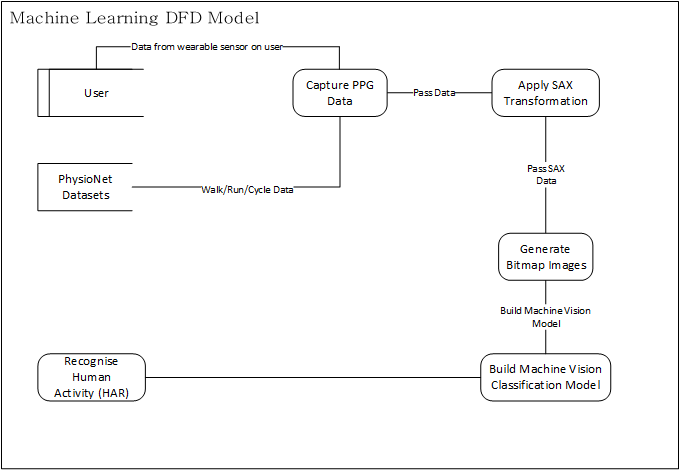 Machine Learning DFD Model
Data from wearable sensor on user
User
Capture PPG
Data
Pass Data
Apply SAX
Transformation
PhysioNet
Datasets
Walk/Run/Cycle Data
Pass SAX
Data
Generate
Bitmap Images
Build Machine Vision
Model
Recognise
Human
Activity (HAR)
Build Machine Vision
Classification Model